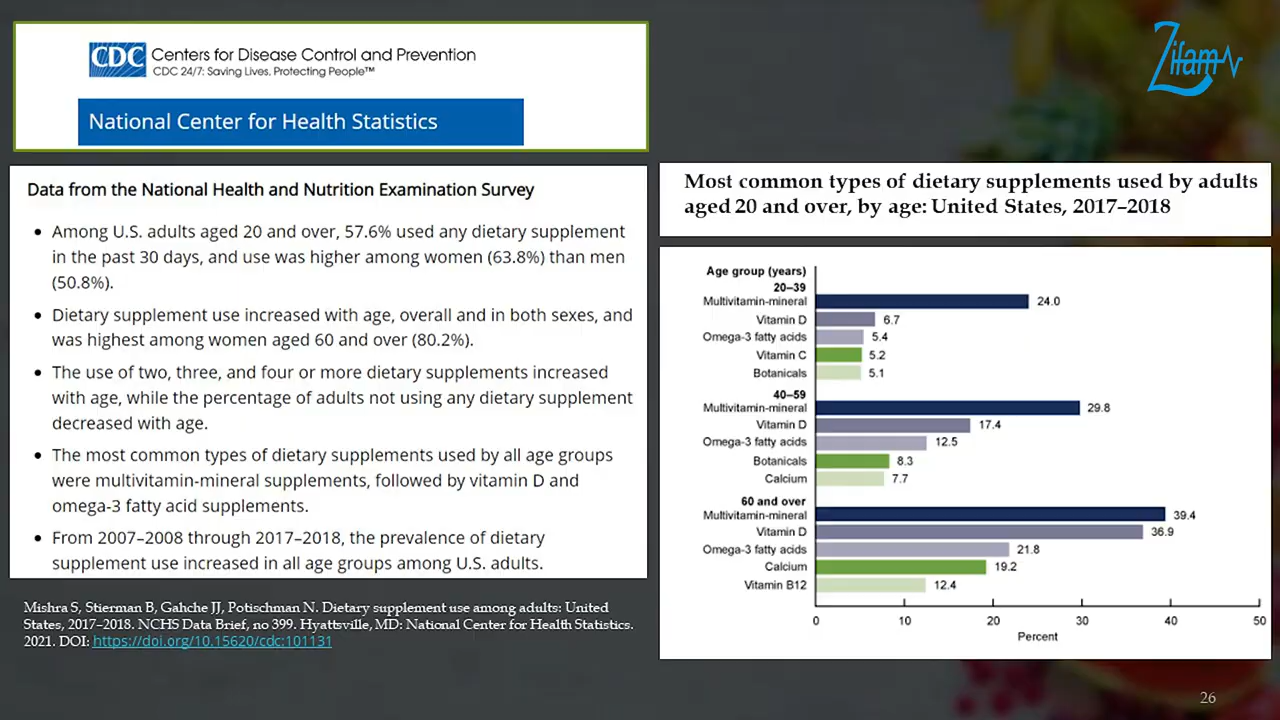 CDC Centers for Disease Control and Prevention
CDC 24/7: Saving Lives. Protecting People™
National Center for Health Statistics
Zifam
Data from the National Health and Nutrition Examination Survey
• Among U.S. adults aged 20 and over, 57.6% used any dietary supplement
in the past 30 days, and use was higher among women (63.8%) than men
(50.8%).
• Dietary supplement use increased with age, overall and in both sexes, and
was highest among women aged 60 and over (80.2%).
• The use of two, three, and four or more dietary supplements increased
with age, while the percentage of adults not using any dietary supplement
decreased with age.
• The most common types of dietary supplements used by all age groups
were multivitamin-mineral supplements, followed by vitamin D and
omega-3 fatty acid supplements.
• From 2007–2008 through 2017–2018, the prevalence of dietary
supplement use increased in all age groups among U.S. adults.
Mishra S, Stierman B, Gahche JJ, Potischman N. Dietary supplement use among adults: United
States, 2017–2018. NCHS Data Brief, no 399. Hyattsville, MD: National Center for Health Statistics.
2021. DOI: https://doi.org/10.15620/cdc:101131
Most common types of dietary supplements used by adults
aged 20 and over, by age: United States, 2017–2018
Age group (years)
20–39
Multivitamin-mineral 24.0
Vitamin D 6.7
Omega-3 fatty acids 5.4
Vitamin C 5.2
Botanicals 5.1
40–59
Multivitamin-mineral 29.8
Vitamin D 17.4
Omega-3 fatty acids 12.5
Botanicals 8.3
Calcium 7.7
60 and over
Multivitamin-mineral 39.4
Vitamin D 36.9
Omega-3 fatty acids 21.8
Calcium 19.2
Vitamin B12 12.4
0 10 20 30 40 50
Percent
26